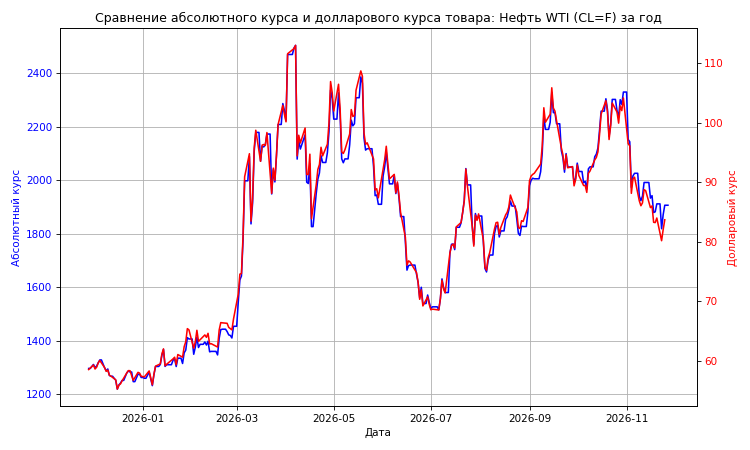 Сравнение абсолютного курса и долларового курса товара: Нефть WTI (CL=F) за год
Абсолютный курс
2400
2200
2000
1800
1600
1400
1200
Долларовый курс
110
100
90
80
70
60
2026-01 2026-03 2026-05 2026-07 2026-09 2026-11
Дата